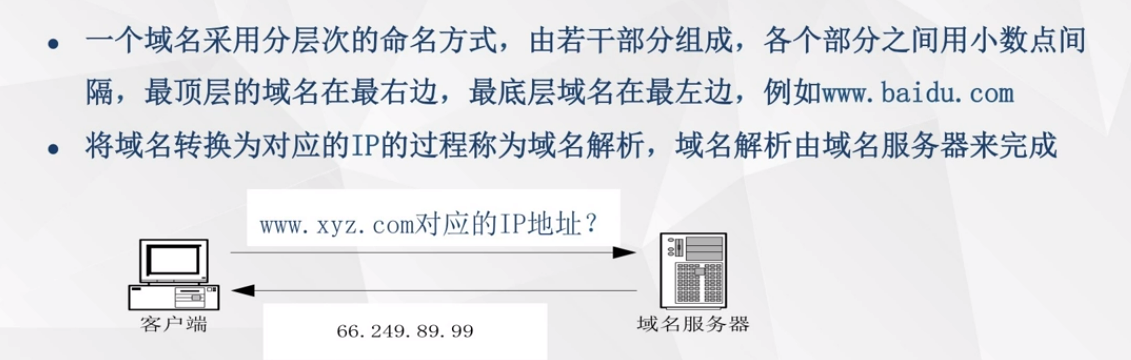 • 一个域名采用分层次的命名方式，由若干部分组成，各个部分之间用小数点间
隔，最顶层的域名在最右边，最底层域名在最左边，例如www.baidu.com
• 将域名转换为对应的IP的过程称为域名解析，域名解析由域名服务器来完成
www.xyz.com对应的IP地址？
客户端
域名服务器
66.249.89.99